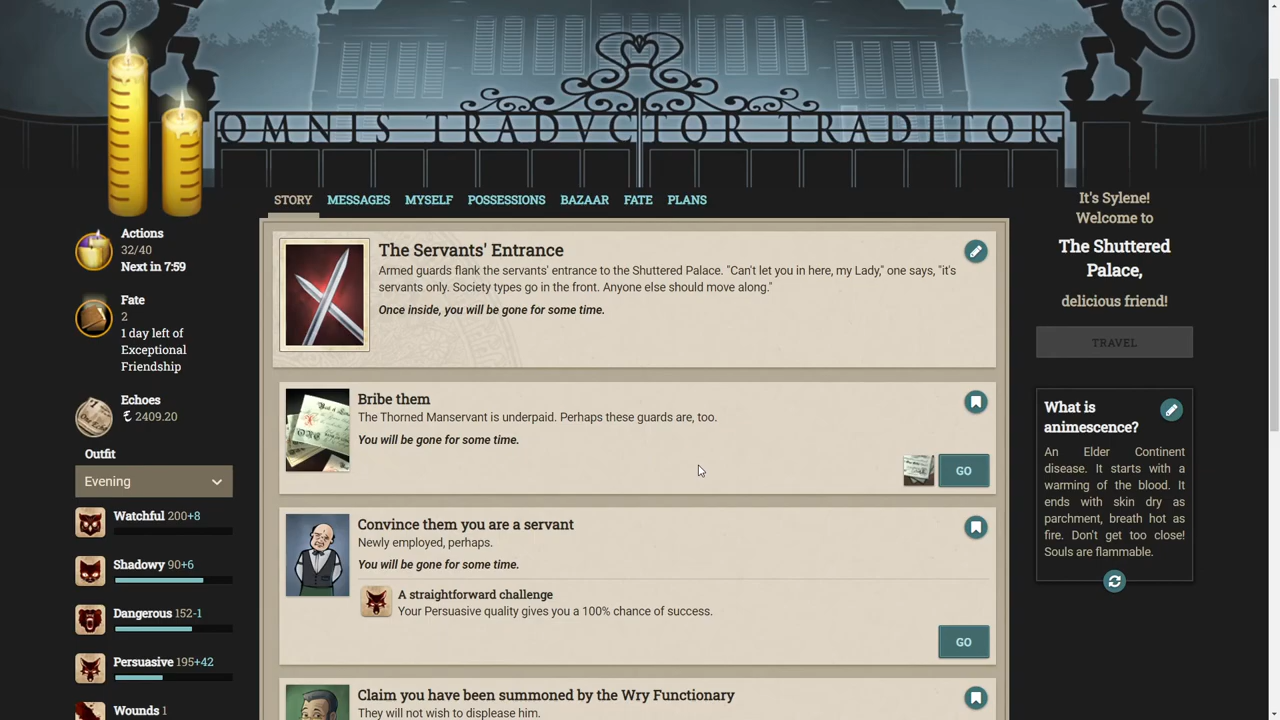 OMNIS TRADVCTOR TRADITOR
STORY MESSAGES MYSELF POSSESSIONS BAZAAR FATE PLANS
Actions
32/40
Next in 7:59
Fate
2
1 day left of
Exceptional
Friendship
Echoes
2409.20
Outfit
Evening
Watchful 200+8
Shadowy 90+6
Dangerous 152-1
Persuasive 195+42
Wounds 1
The Servants' Entrance
Armed guards flank the servants' entrance to the Shuttered Palace. "Can't let you in here, my Lady," one says, "it's
servants only. Society types go in the front. Anyone else should move along."
Once inside, you will be gone for some time.
Bribe them
The Thorned Manservant is underpaid. Perhaps these guards are, too.
You will be gone for some time.
GO
Convince them you are a servant
Newly employed, perhaps.
You will be gone for some time.
A straightforward challenge
Your Persuasive quality gives you a 100% chance of success.
GO
Claim you have been summoned by the Wry Functionary
They will not wish to displease him.
It's Sylene!
Welcome to
The Shuttered
Palace,
delicious friend!
TRAVEL
What is
animescence?
An Elder Continent
disease. It starts with a
warming of the blood. It
ends with skin dry as
parchment, breath hot as
fire. Don't get too close!
Souls are flammable.